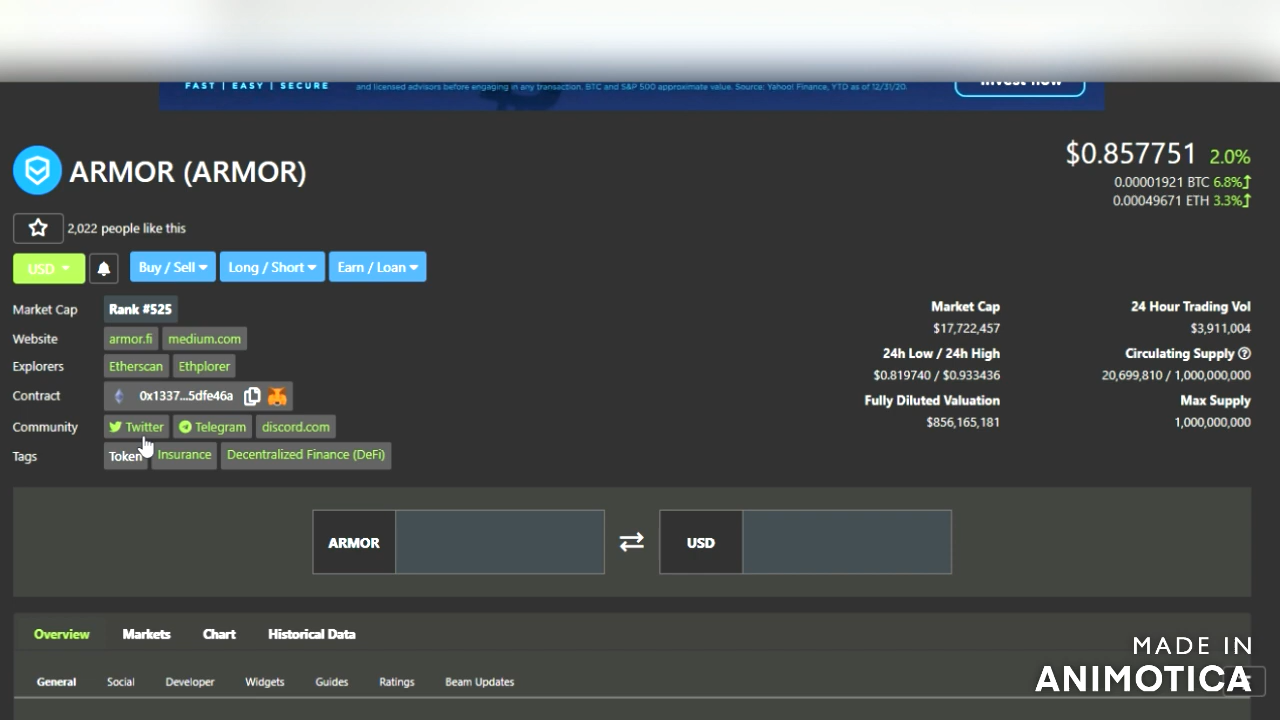 FAST | EASY | SECURE
and licensed advisors before engaging in any transaction. BTC and S&P 500 approximate value. Source: Yahoo! Finance, YTD as of 12/31/20.
Invest now
ARMOR (ARMOR)
$0.857751 2.0%
0.00001921 BTC 6.8%
0.00049671 ETH 3.3%
2,022 people like this
USD
Buy / Sell
Long / Short
Earn / Loan
Market Cap Rank #525
Website armor.fi medium.com
Explorers Etherscan Ethplorer
Contract 0x1337...5dfe46a
Community Twitter Telegram discord.com
Tags Token Insurance Decentralized Finance (DeFi)
Market Cap 24 Hour Trading Vol
$17,722,457 $3,911,004
24h Low / 24h High Circulating Supply
$0.819740 / $0.933436 20,699,810 / 1,000,000,000
Fully Diluted Valuation Max Supply
$856,165,181 1,000,000,000
ARMOR USD
Overview Markets Chart Historical Data
General Social Developer Widgets Guides Ratings Beam Updates
MADE IN
ANIMOTICA